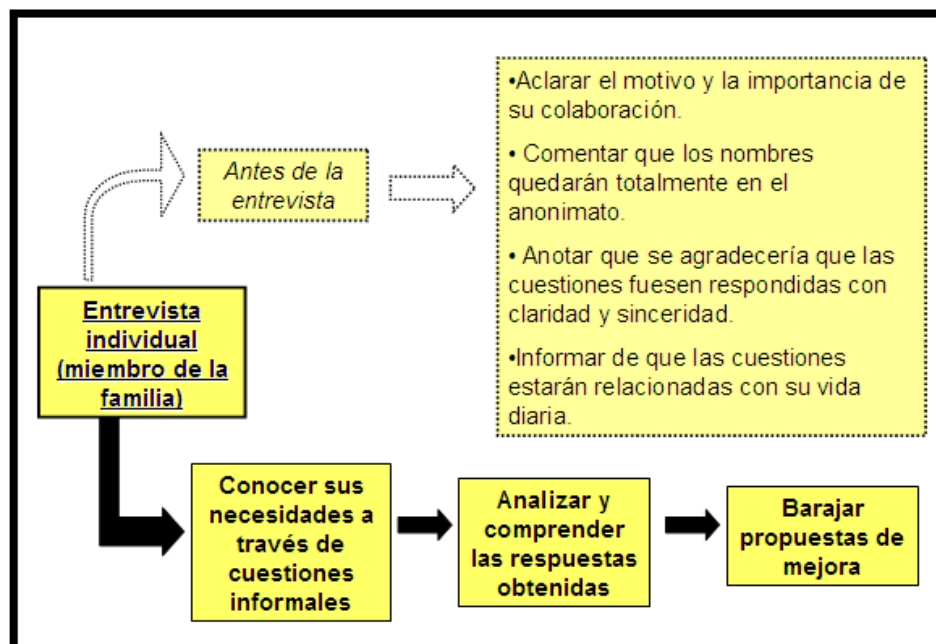 •Aclarar el motivo y la importancia de
su colaboración.
• Comentar que los nombres
quedarán totalmente en el
anonimato.
• Anotar que se agradecería que las
cuestiones fuesen respondidas con
claridad y sinceridad.
•Informar de que las cuestiones
estarán relacionadas con su vida
diaria.
Antes de la
entrevista
Entrevista
individual
(miembro de la
familia)
Conocer sus
necesidades a
través de
cuestiones
informales
Analizar y
comprender
las respuestas
obtenidas
Barajar
propuestas de
mejora